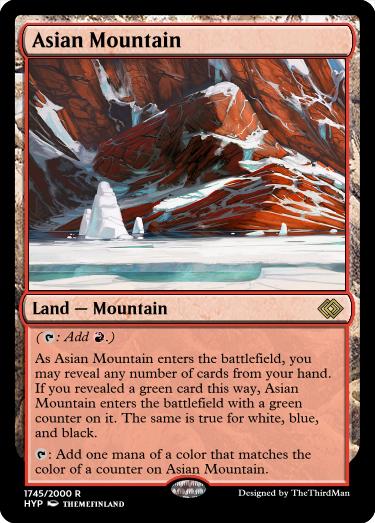 Asian Mountain
Land — Mountain
(T: Add R.)
As Asian Mountain enters the battlefield, you
may reveal any number of cards from your hand.
If you revealed a green card this way, Asian
Mountain enters the battlefield with a green
counter on it. The same is true for white, blue,
and black.
: Add one mana of a color that matches the
color of a counter on Asian Mountain.
1745/2000 R
HYP THEMEFINLAND
Designed by TheThirdMan